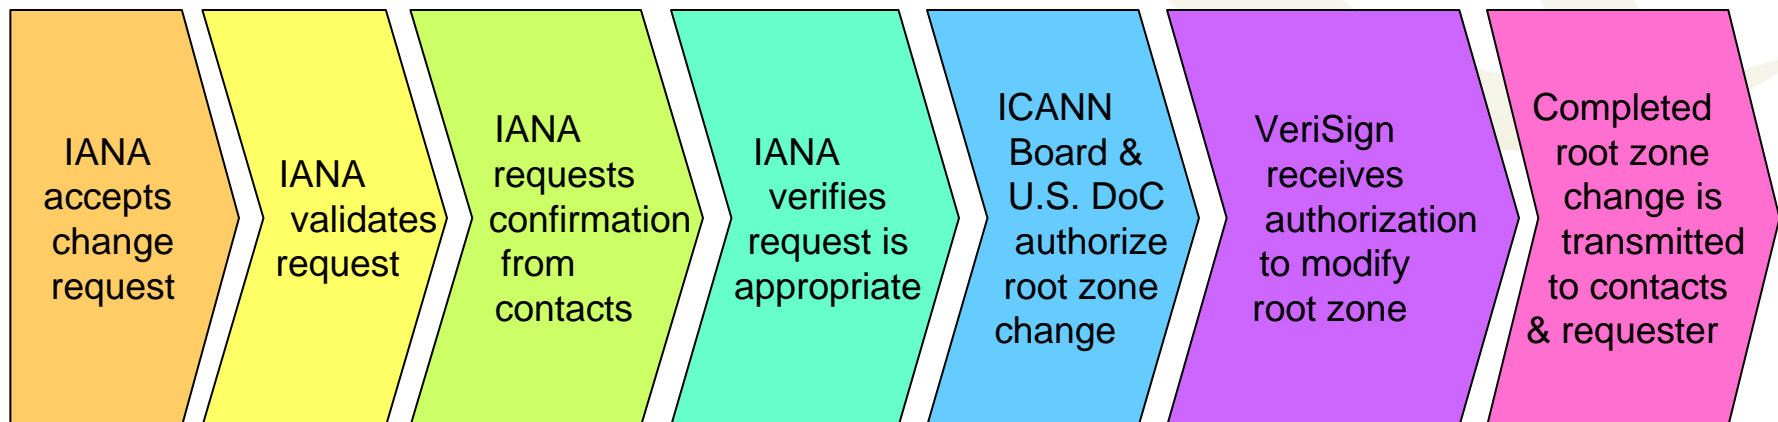 IANA
accepts
change
request
IANA
validates
request
IANA
requests
confirmation
from
contacts
IANA
verifies
request is
appropriate
ICANN
Board &
U.S. DoC
authorize
root zone
change
VeriSign
receives
authorization
to modify
root zone
Completed
root zone
change is
transmitted
to contacts
& requester